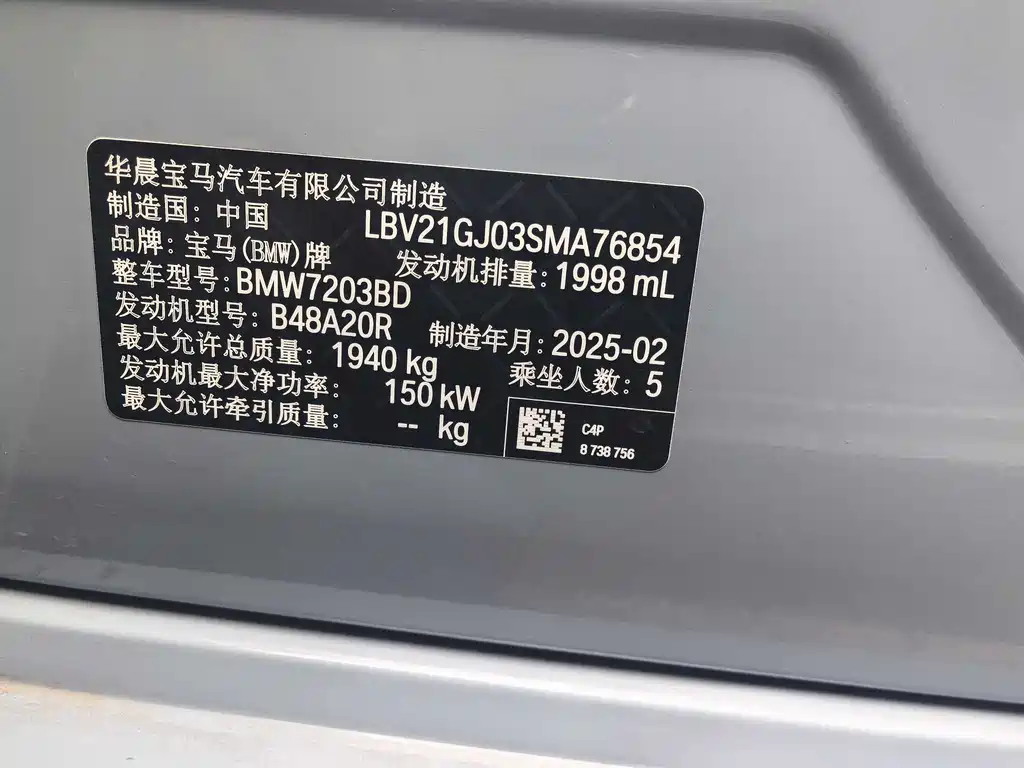 华晨宝马汽车有限公司制造
制造国：中国 LBV21GJ03SMA76854
品牌：宝马(BMW)牌 发动机排量：1998 mL
整车型号：BMW7203BD
发动机型号：B48A20R 制造年月：2025-02
最大允许总质量：1940 kg 乘坐人数：5
发动机最大净功率：150 kW
最大允许牵引质量：-- kg
C4P
8 738 756